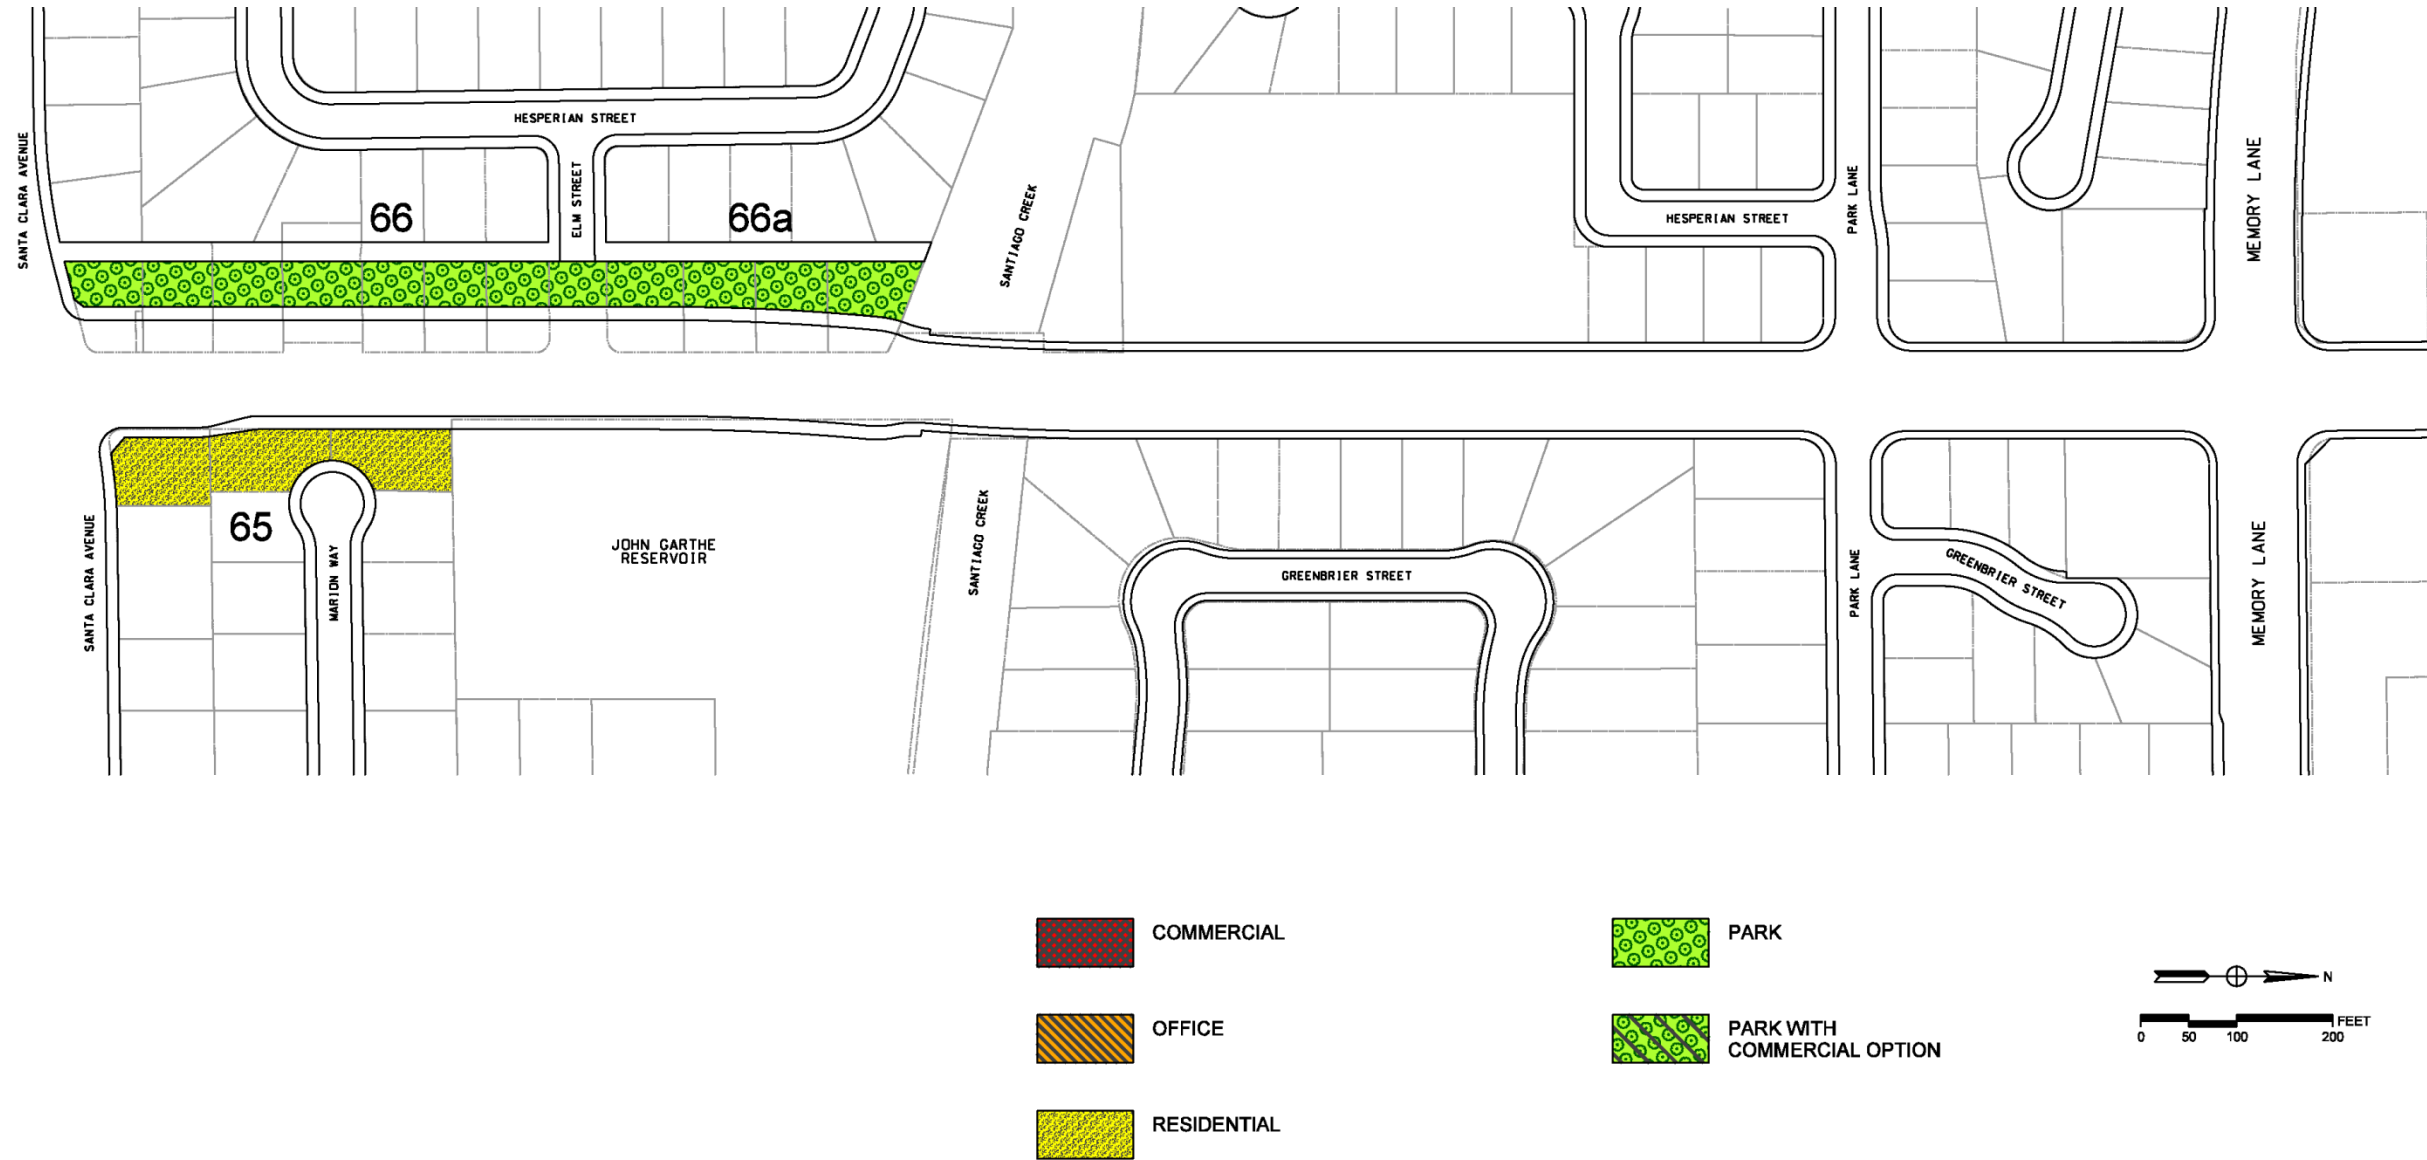 HESPERIAN STREET
SANTA CLARA AVENUE
ELM STREET
66
66a
SANTIAGO CREEK
HESPERIAN STREET
PARK LANE
MEMORY LANE
65
SANTA CLARA AVENUE
MARION WAY
JOHN GARTHE
RESERVOIR
SANTIAGO CREEK
GREENBRIER STREET
PARK LANE
GREENBRIER STREET
MEMORY LANE
COMMERCIAL
PARK
OFFICE
PARK WITH
COMMERCIAL OPTION
RESIDENTIAL
N
FEET
0 50 100 200